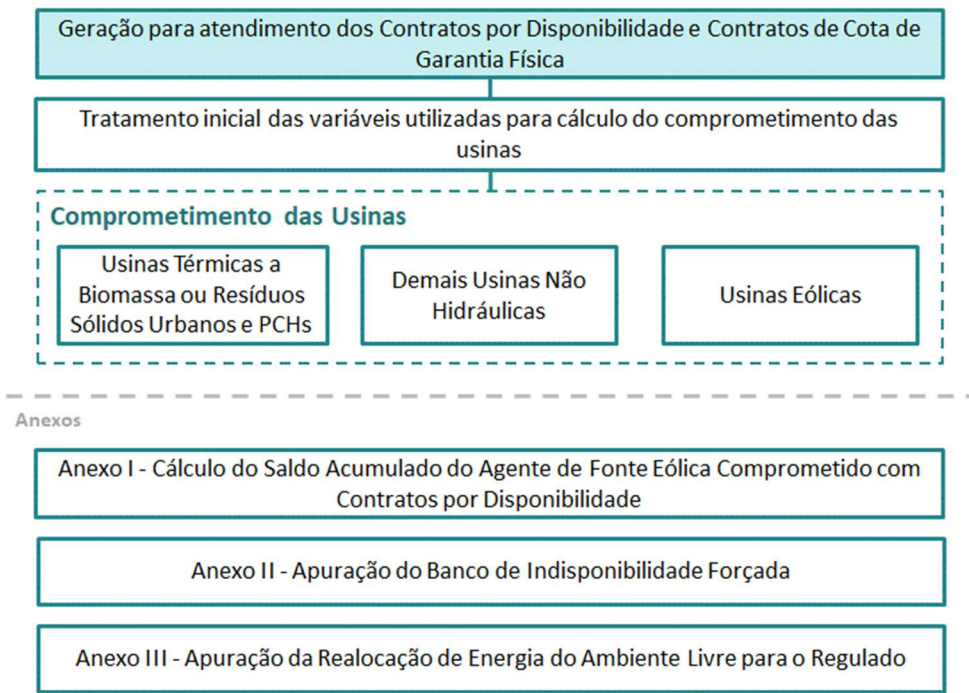 Geração para atendimento dos Contratos por Disponibilidade e Contratos de Cota de
Garantia Física
Tratamento inicial das variáveis utilizadas para cálculo do comprometimento das
usinas
Comprometimento das Usinas
Usinas Térmicas a
Biomassa ou Resíduos
Sólidos Urbanos e PCHs
Demais Usinas Não
Hidráulicas
Usinas Eólicas
Anexos
Anexo I - Cálculo do Saldo Acumulado do Agente de Fonte Eólica Comprometido com
Contratos por Disponibilidade
Anexo II - Apuração do Banco de Indisponibilidade Forçada
Anexo III - Apuração da Realocação de Energia do Ambiente Livre para o Regulado